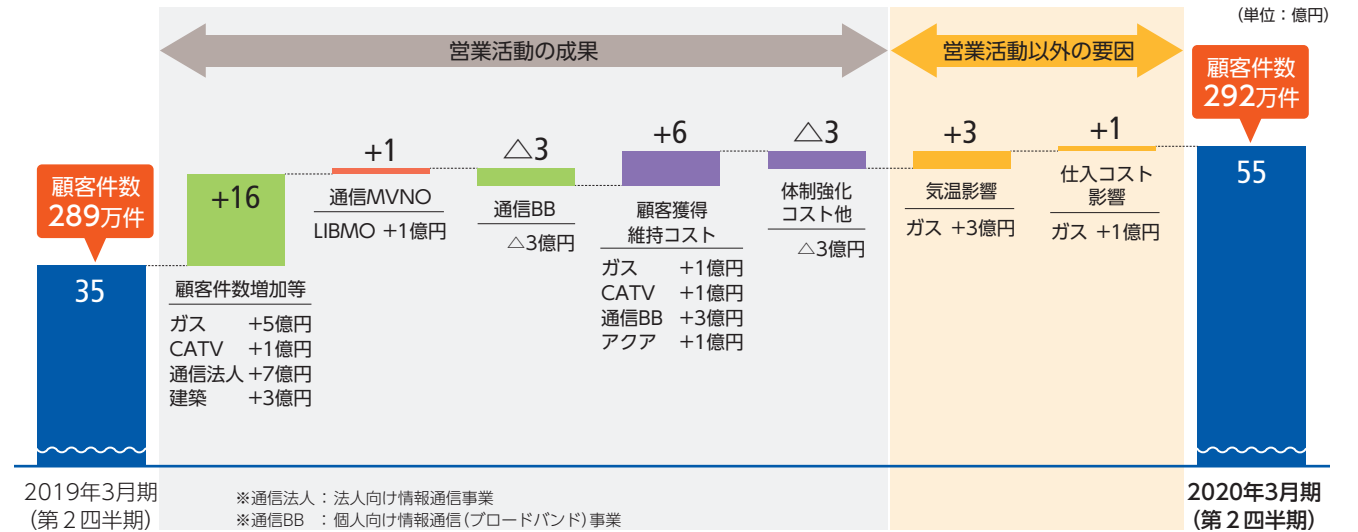 (単位：億円)
営業活動の成果
営業活動以外の要因
顧客件数
289万件
35
+16
顧客件数増加等
ガス +5億円
CATV +1億円
通信法人 +7億円
建築 +3億円
+1
通信MVNO
LIBMO +1億円
△3
通信BB
△3億円
+6
顧客獲得
維持コスト
ガス +1億円
CATV +1億円
通信BB +3億円
アクア +1億円
△3
体制強化
コスト他
△3億円
+3
気温影響
ガス +3億円
+1
仕入コスト
影響
ガス +1億円
顧客件数
292万件
55
2019年3月期
(第2四半期)
2020年3月期
(第2四半期)
※通信法人：法人向け情報通信事業
※通信BB ：個人向け情報通信(ブロードバンド)事業